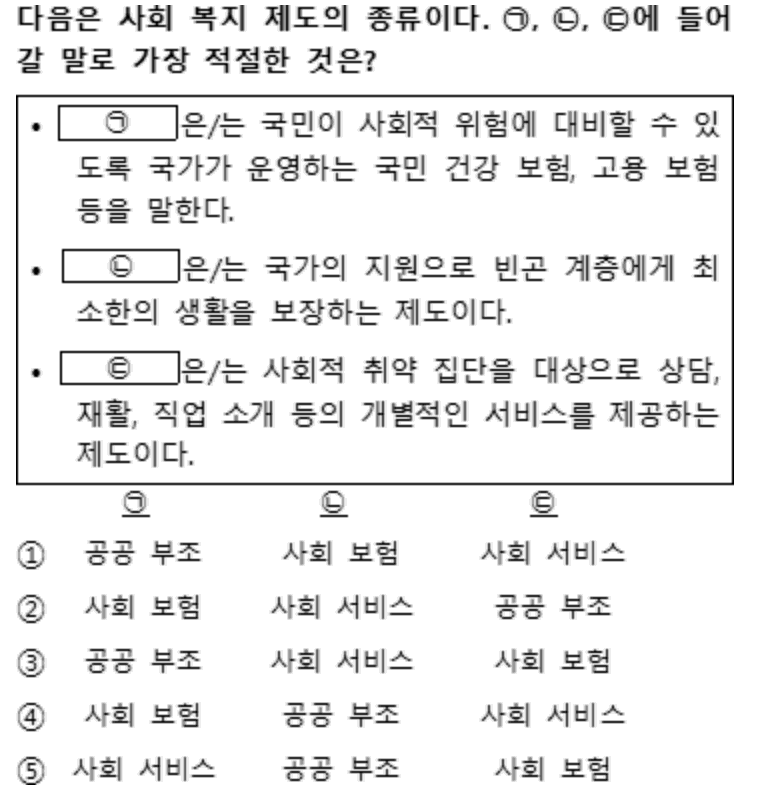 다음은 사회 복지 제도의 종류이다. ㉠, ㉡, ㉢에 들어
갈 말로 가장 적절한 것은?
• ㉠ 은/는 국민이 사회적 위험에 대비할 수 있
도록 국가가 운영하는 국민 건강 보험, 고용 보험
등을 말한다.
• ㉡ 은/는 국가의 지원으로 빈곤 계층에게 최
소한의 생활을 보장하는 제도이다.
• ㉢ 은/는 사회적 취약 집단을 대상으로 상담,
재활, 직업 소개 등의 개별적인 서비스를 제공하는
제도이다.
㉠ ㉡ ㉢
① 공공 부조 사회 보험 사회 서비스
② 사회 보험 사회 서비스 공공 부조
③ 공공 부조 사회 서비스 사회 보험
④ 사회 보험 공공 부조 사회 서비스
⑤ 사회 서비스 공공 부조 사회 보험